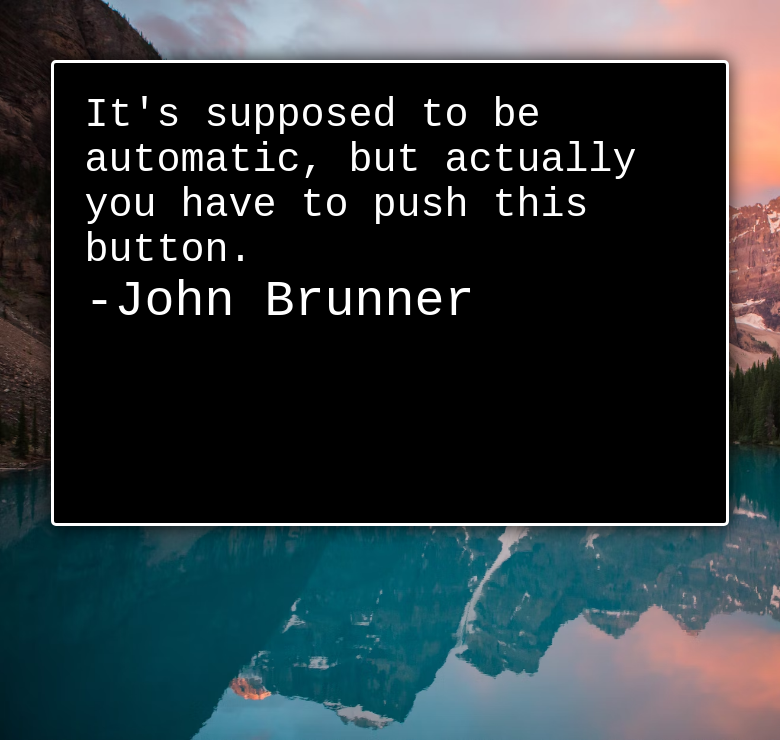 It's supposed to be
automatic, but actually
you have to push this
button.
-John Brunner